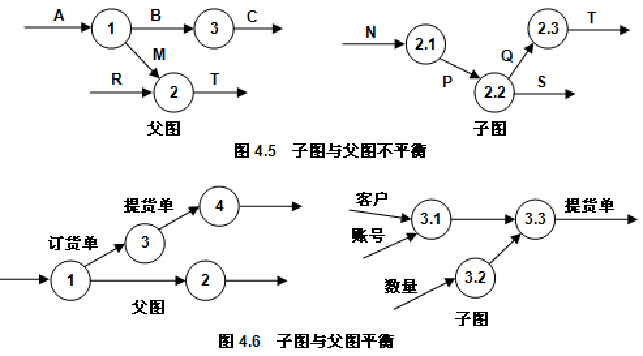 A
B
C
1
3
M
R
2
T
父图
N
2.1
P
Q
2.3
T
2.2
S
子图
图 4.5 子图与父图不平衡
提货单
4
订货单
3
1
2
父图
客户
账号
3.1
3.3
提货单
数量
3.2
子图
图 4.6 子图与父图平衡